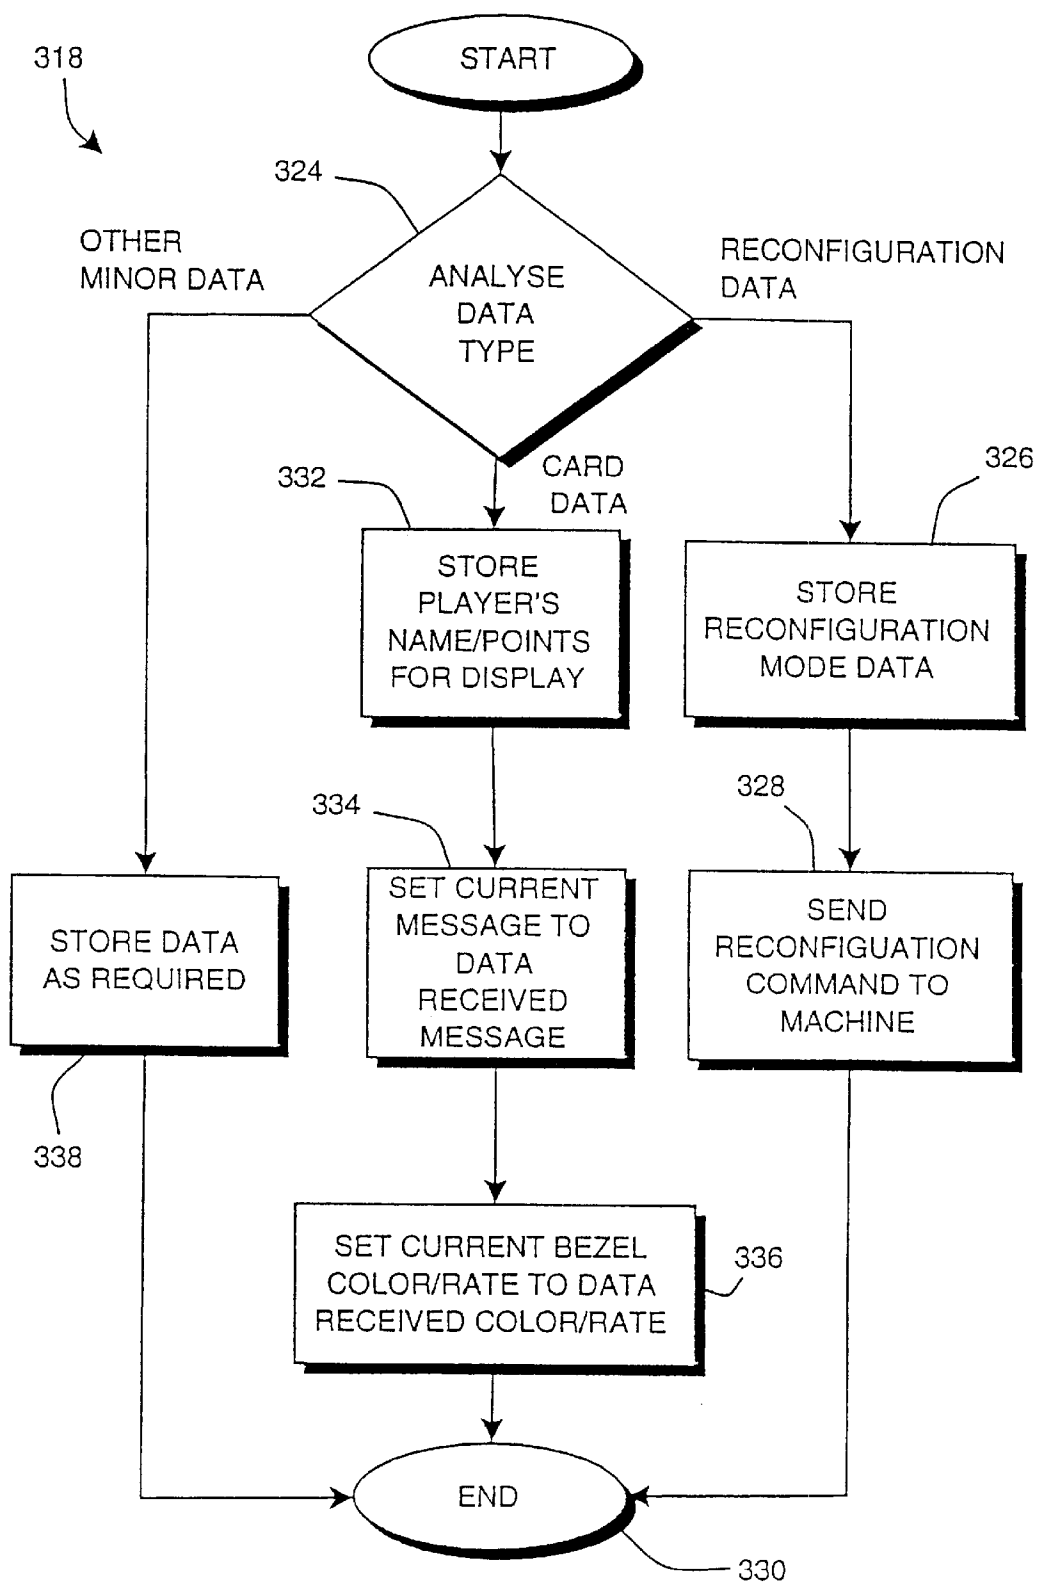 START
318
324
OTHER
MINOR DATA
RECONFIGURATION
DATA
ANALYSE
DATA
TYPE
CARD
DATA
332
326
STORE
PLAYER'S
NAME/POINTS
FOR DISPLAY
STORE
RECONFIGURATION
MODE DATA
334
328
STORE DATA
AS REQUIRED
SET CURRENT
MESSAGE TO
DATA
RECEIVED
MESSAGE
SEND
RECONFIGUATION
COMMAND TO
MACHINE
338
SET CURRENT BEZEL
COLOR/RATE TO DATA
RECEIVED COLOR/RATE
336
END
330